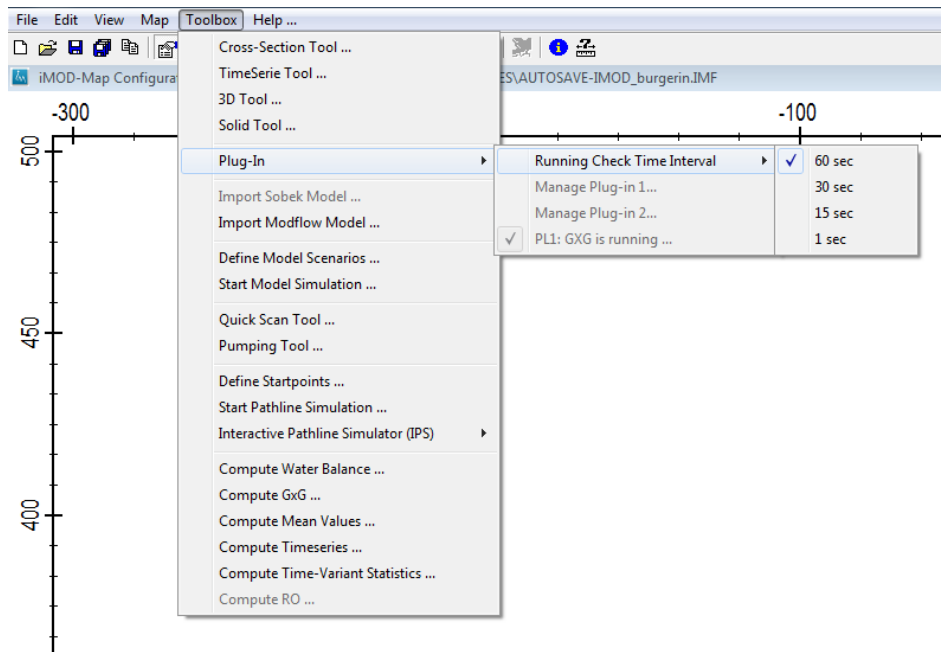 File Edit View Map Toolbox Help ...
iMOD-Map Configura
ES\AUTOSAVE-IMOD_burgerin.IMF
-300
-100
500
450
400
Cross-Section Tool ...
TimeSerie Tool ...
3D Tool ...
Solid Tool ...
Plug-In
Import Sobek Model ...
Import Modflow Model ...
Define Model Scenarios ...
Start Model Simulation ...
Quick Scan Tool ...
Pumping Tool ...
Define Startpoints ...
Start Pathline Simulation ...
Interactive Pathline Simulator (IPS)
Compute Water Balance ...
Compute GxG ...
Compute Mean Values ...
Compute Timeseries ...
Compute Time-Variant Statistics ...
Compute RO ...
Running Check Time Interval
Manage Plug-in 1...
Manage Plug-in 2...
PL1: GXG is running ...
60 sec
30 sec
15 sec
1 sec